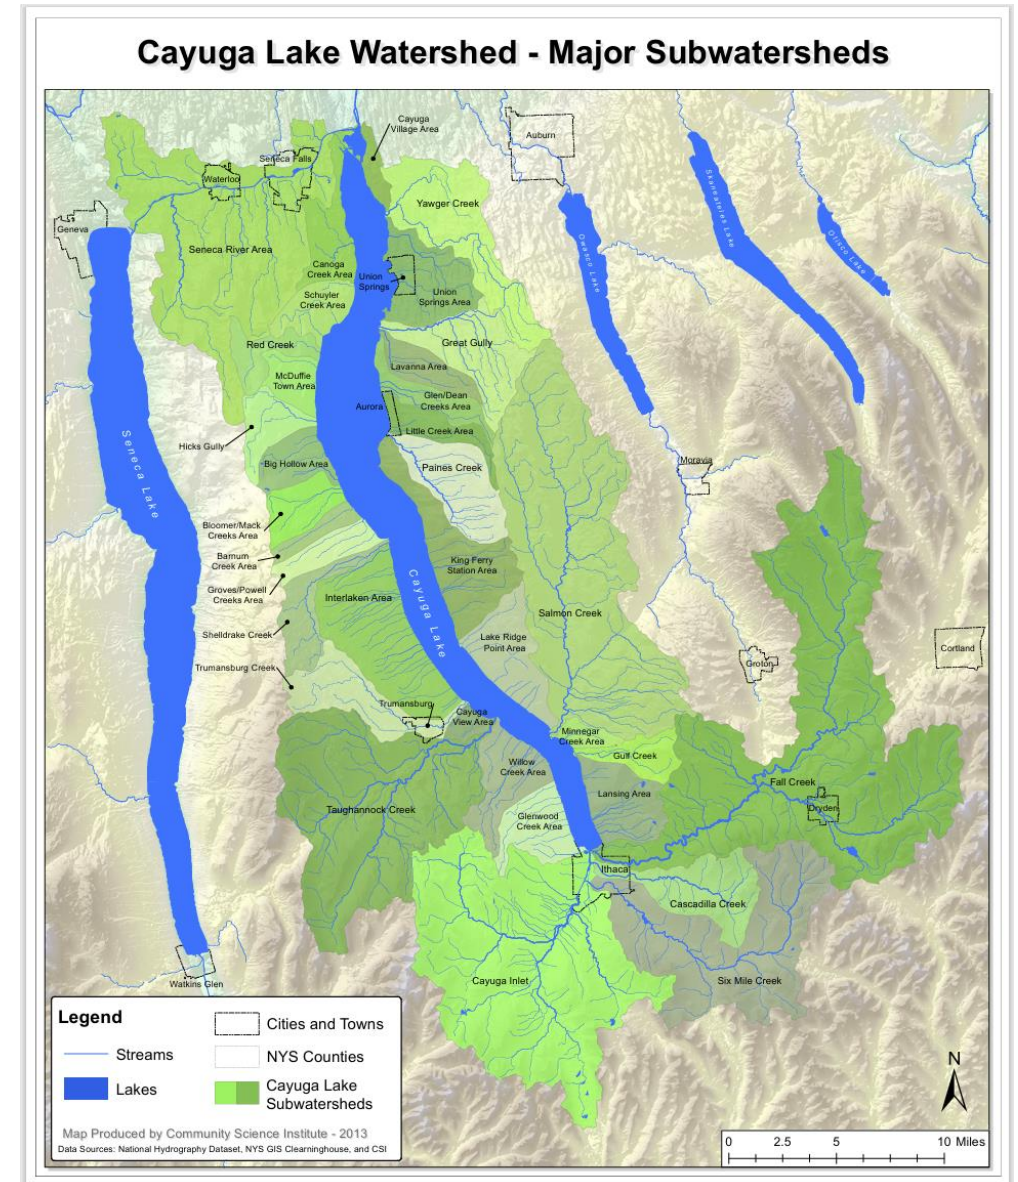 Cayuga Lake Watershed - Major Subwatersheds
Cayuga
Village Area
Auburn
Seneca Falls
Waterloo
Skaneateles Lake
Yawger Creek
Geneva
Otisco Lake
Owasco Lake
Seneca River Area
Canoga
Creek Area
Union
Springs
Schuyler
Creek Area
Union
Springs Area
Red Creek
Great Gully
Lavanna Area
McDuffie
Town Area
Glen/Dean
Creeks Area
Aurora
Little Creek Area
Hicks Gully
Seneca Lake
Big Hollow Area
Paines Creek
Moravia
Bloomer/Mack
Creeks Area
Barnum
Creek Area
King Ferry
Station Area
Groves/Powell
Creeks Area
Interlaken Area
Cayuga Lake
Salmon Creek
Sheldrake Creek
Lake Ridge
Point Area
Cortland
Groton
Trumansburg Creek
Trumansburg
Cayuga
View Area
Minnegar
Creek Area
Gulf Creek
Willow
Creek Area
Fall Creek
Lansing Area
Taughannock Creek
Dryden
Glenwood
Creek Area
Ithaca
Cascadilla Creek
Cayuga Inlet
Six Mile Creek
Watkins Glen
Legend
Streams
Lakes
Cities and Towns
NYS Counties
Cayuga Lake
Subwatersheds
Map Produced by Community Science Institute - 2013
Data Sources: National Hydrography Dataset, NYS GIS Clearninghouse, and CSI
N
0 2.5 5 10 Miles